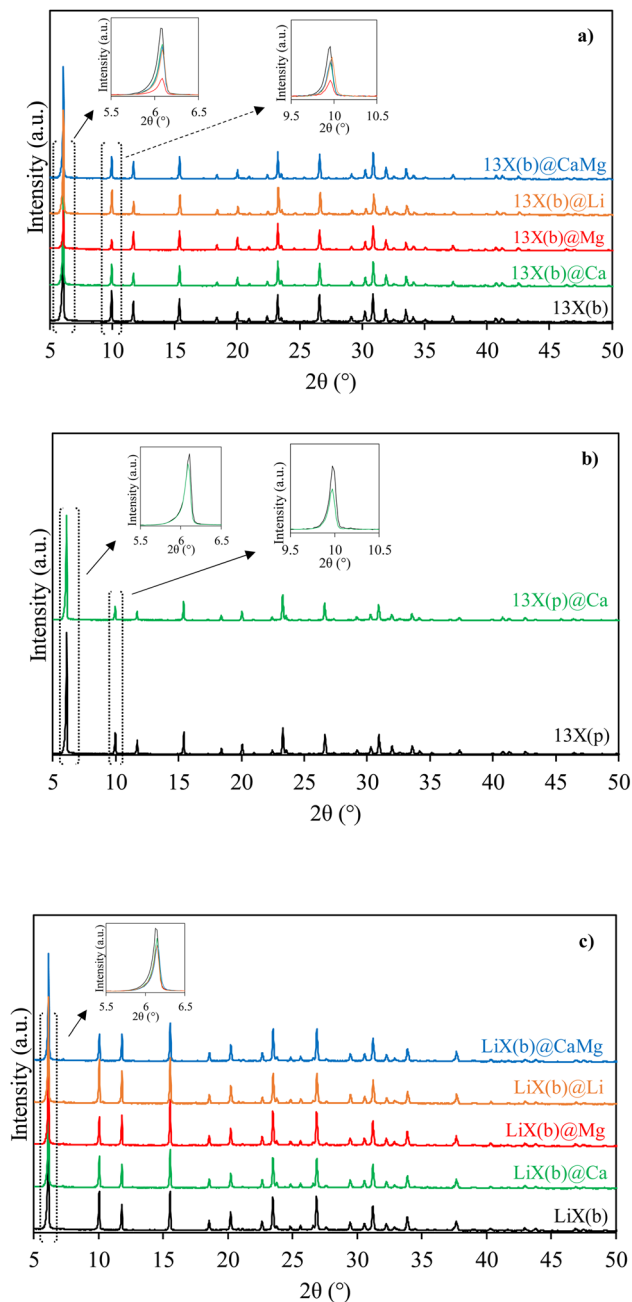 a)
Intensity (a.u.)
5.5 6 6.5
2θ (°)
Intensity (a.u.)
9.5 10 10.5
2θ (°)
Intensity (a.u.)
13X(b)@CaMg
13X(b)@Li
13X(b)@Mg
13X(b)@Ca
13X(b)
5 10 15 20 25 30 35 40 45 50
2θ (°)
b)
Intensity (a.u.)
5.5 6 6.5
2θ (°)
Intensity (a.u.)
9.5 10 10.5
2θ (°)
Intensity (a.u.)
13X(p)@Ca
13X(p)
5 10 15 20 25 30 35 40 45 50
2θ (°)
c)
Intensity (a.u.)
5.5 6 6.5
2θ (°)
Intensity (a.u.)
LiX(b)@CaMg
LiX(b)@Li
LiX(b)@Mg
LiX(b)@Ca
LiX(b)
5 10 15 20 25 30 35 40 45 50
2θ (°)